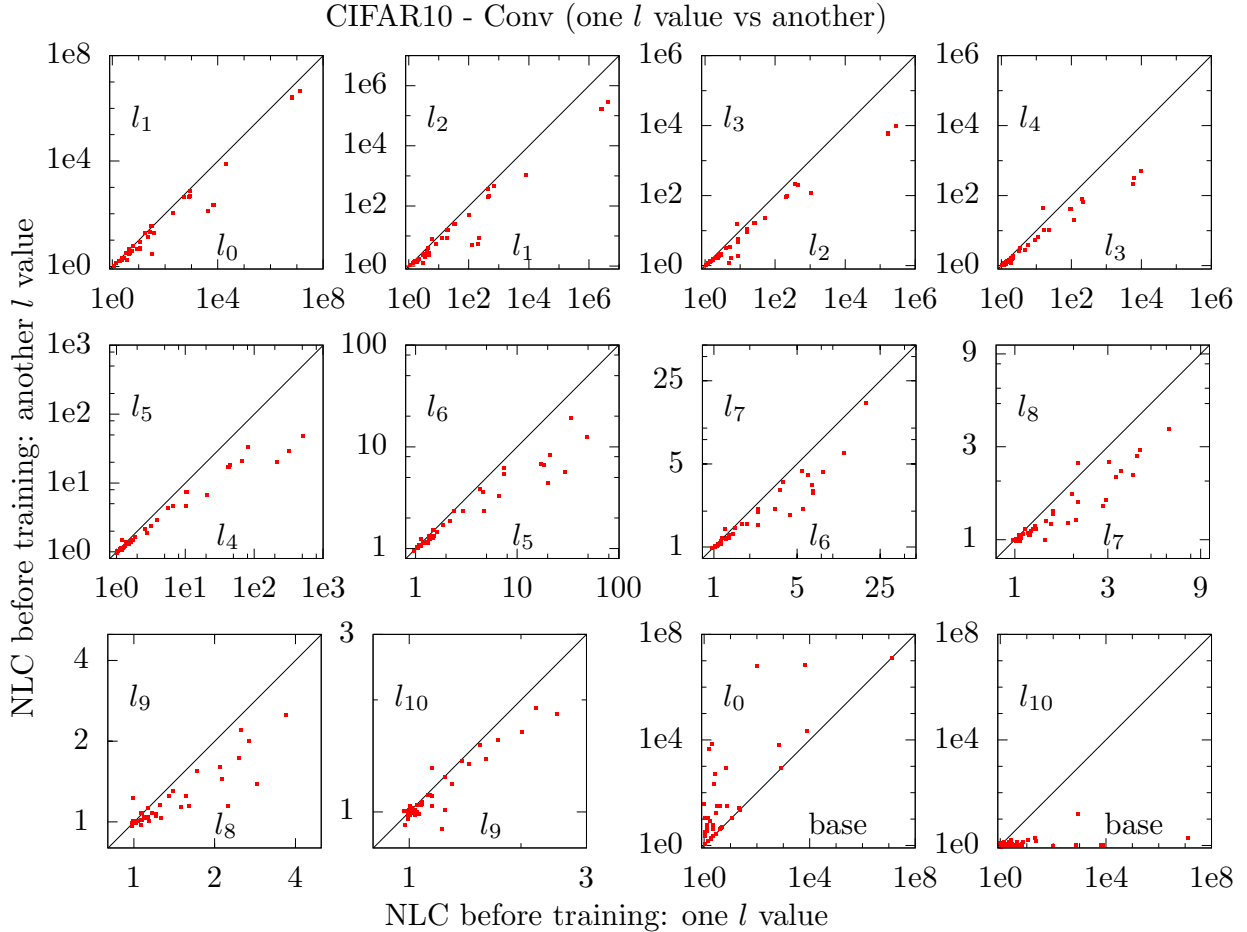 CIFAR10 - Conv (one l value vs another)
NLC before training: another l value
1e8
1e4
1e0
l₁
l₀
1e0 1e4 1e8
1e6
1e4
1e2
1e0
l₂
l₁
1e0 1e2 1e4 1e6
1e6
1e4
1e2
1e0
l₃
l₂
1e0 1e2 1e4 1e6
1e6
1e4
1e2
1e0
l₄
l₃
1e0 1e2 1e4 1e6
1e3
1e2
1e1
1e0
l₅
l₄
1e0 1e1 1e2 1e3
100
10
1
l₆
l₅
1 10 100
25
5
1
l₇
l₆
1 5 25
9
3
1
l₈
l₇
1 3 9
4
2
1
l₉
l₈
1 2 4
3
1
l₁₀
l₉
1 3
1e8
1e4
1e0
l₀
base
1e0 1e4 1e8
1e8
1e4
1e0
l₁₀
base
1e0 1e4 1e8
NLC before training: one l value